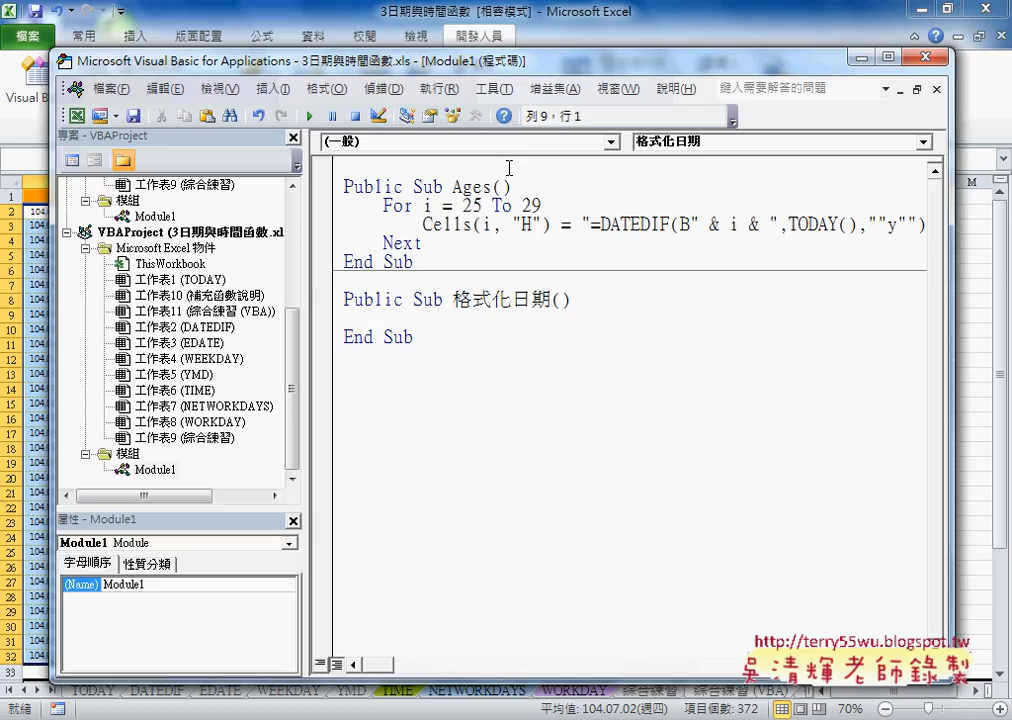 3日期與時間函數 [相容模式] - Microsoft Excel
檔案 常用 插入 版面配置 公式 資料 校閱 檢視 開發人員
Visual B
Microsoft Visual Basic for Applications - 3日期與時間函數.xls - [Module1 (程式碼)]
檔案(F) 編輯(E) 檢視(V) 插入(I) 格式(O) 偵錯(D) 執行(R) 工具(T) 增益集(A) 視窗(W) 說明(H) 鍵入需要解答的問題
列 9，行 1
專案 - VBAProject
(一般) 格式化日期
工作表9 (綜合練習)
模組
Module1
VBAProject (3日期與時間函數.xl
Microsoft Excel 物件
ThisWorkbook
工作表1 (TODAY)
工作表10 (補充函數說明)
工作表11 (綜合練習 (VBA))
工作表2 (DATEDIF)
工作表3 (EDATE)
工作表4 (WEEKDAY)
工作表5 (YMD)
工作表6 (TIME)
工作表7 (NETWORKDAYS)
工作表8 (WORKDAY)
工作表9 (綜合練習)
模組
Module1
Public Sub Ages()
For i = 25 To 29
Cells(i, "H") = "=DATEDIF(B" & i & ",TODAY(),""y"")
Next
End Sub
Public Sub 格式化日期()
End Sub
屬性 - Module1
Module1 Module
字母順序 性質分類
(Name) Module1
M
http://terry55wu.blogspot.tw
吳清輝老師錄製
TODAY DATEDIF EDATE WEEKDAY YMD TIME NETWORKDAYS WORKDAY 綜合練習 綜合練習 (VBA)
就緒 平均值: 104.07.02(週四) 項目個數: 372 70%